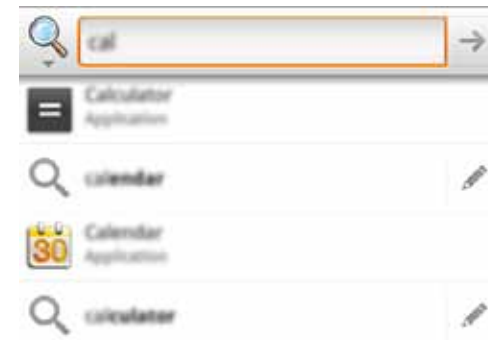 cal
Calculator
Application
calendar
30
Calendar
Application
calculator